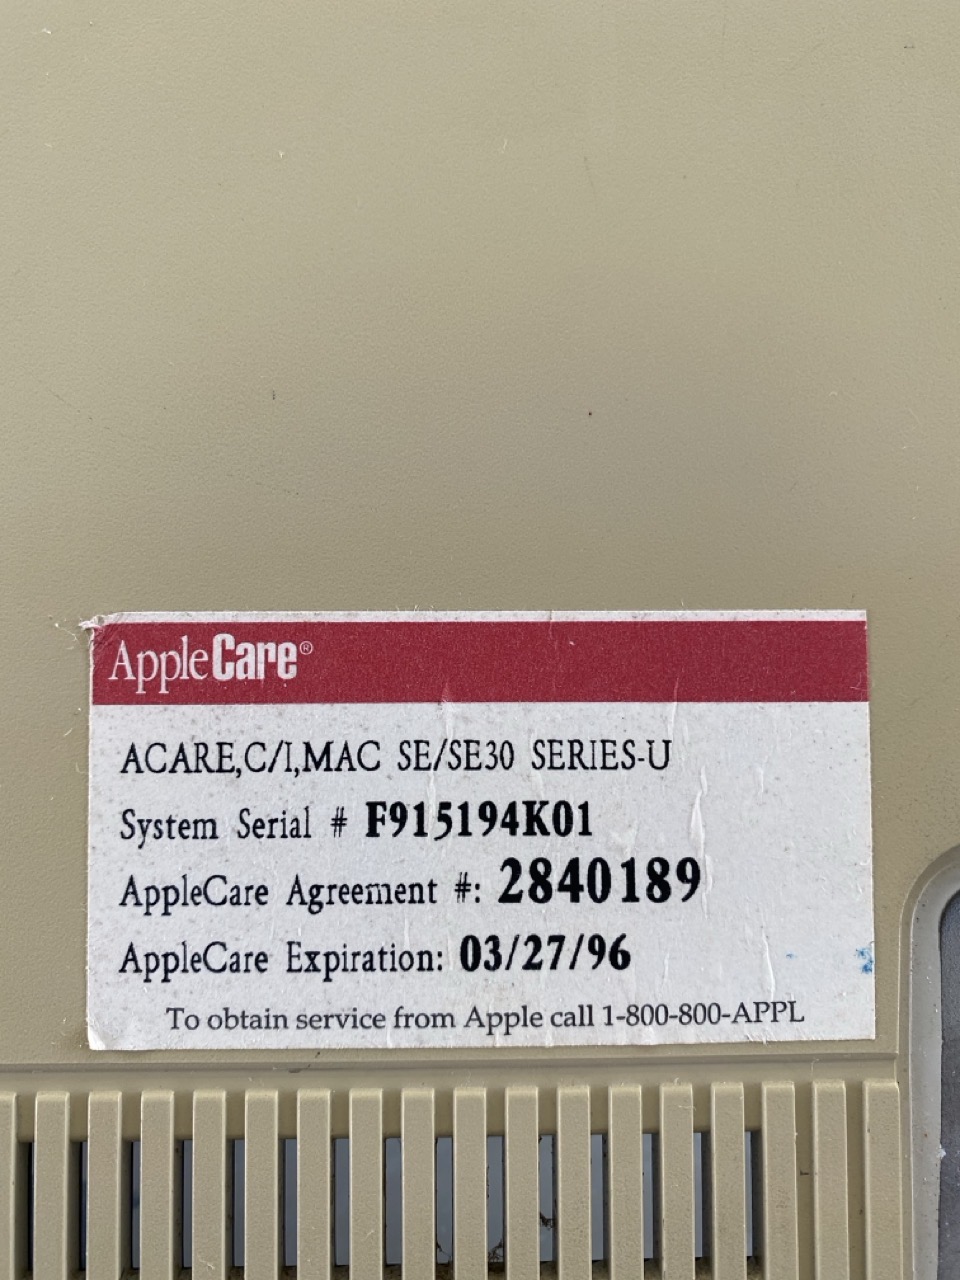 AppleCare®
ACARE,C/I,MAC SE/SE30 SERIES-U
System Serial # F915194K01
AppleCare Agreement #: 2840189
AppleCare Expiration: 03/27/96
To obtain service from Apple call 1-800-800-APPL